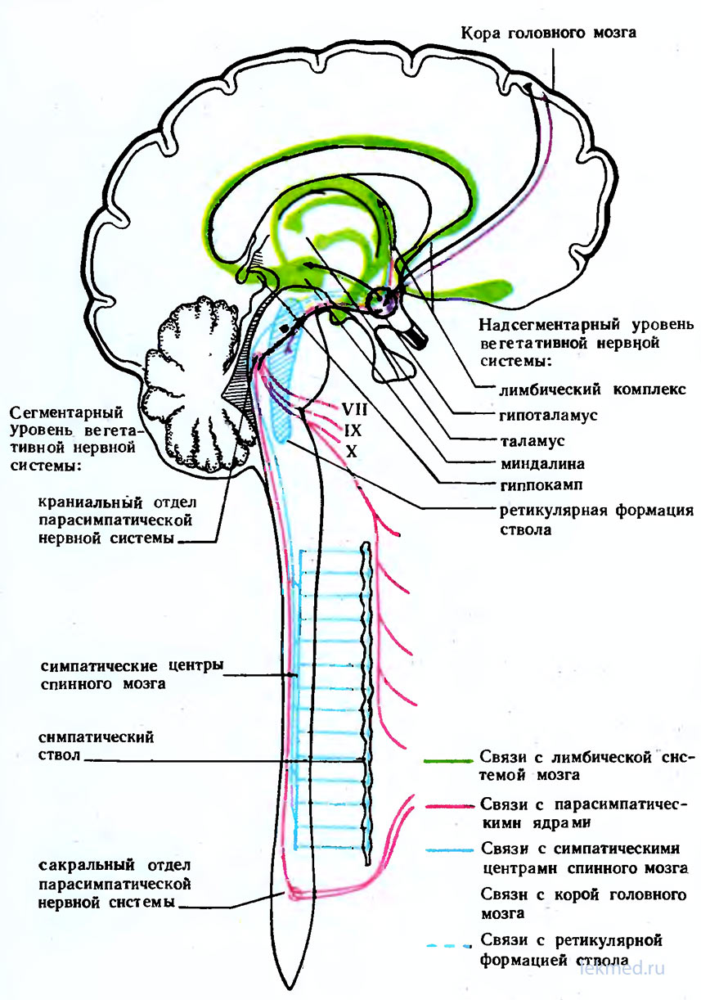 Кора головного мозга
Надсегментарный уровень
вегетативной нервной
системы:
лимбический комплекс
гипоталамус
таламус
миндалина
гиппокамп
ретикулярная формация
ствола
VII
IX
X
Сегментарный
уровень вегета-
тивной нервной
системы:
краниальный отдел
парасимпатической
нервной системы
симпатические центры
спинного мозга
симпатический
ствол
сакральный отдел
парасимпатической
нервной системы
Связи с лимбической сис-
темой мозга
Связи с парасимпатичес-
кими ядрами
Связи с симпатическими
центрами спинного мозга
Связи с корой головного
мозга
Связи с ретикулярной
формацией ствола
lekmed.ru